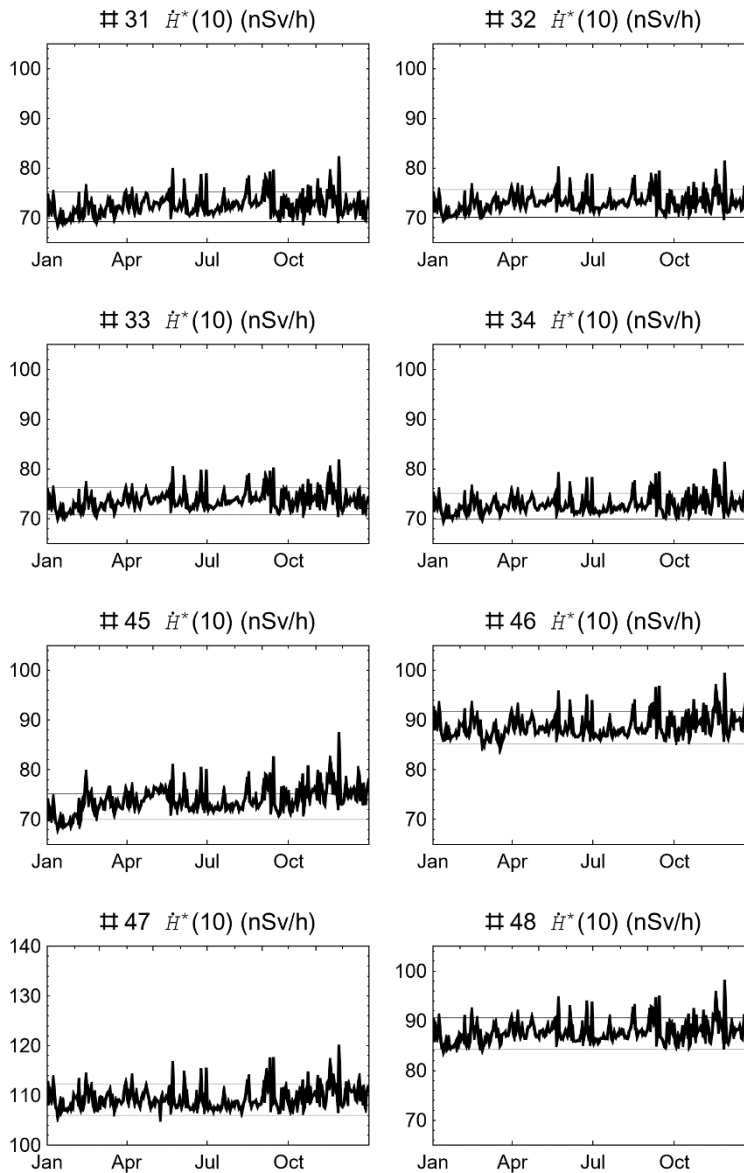 # 31 Ḣ*(10) (nSv/h)
100
90
80
70
Jan Apr Jul Oct
# 32 Ḣ*(10) (nSv/h)
100
90
80
70
Jan Apr Jul Oct
# 33 Ḣ*(10) (nSv/h)
100
90
80
70
Jan Apr Jul Oct
# 34 Ḣ*(10) (nSv/h)
100
90
80
70
Jan Apr Jul Oct
# 45 Ḣ*(10) (nSv/h)
100
90
80
70
Jan Apr Jul Oct
# 46 Ḣ*(10) (nSv/h)
100
90
80
70
Jan Apr Jul Oct
# 47 Ḣ*(10) (nSv/h)
140
130
120
110
100
Jan Apr Jul Oct
# 48 Ḣ*(10) (nSv/h)
100
90
80
70
Jan Apr Jul Oct